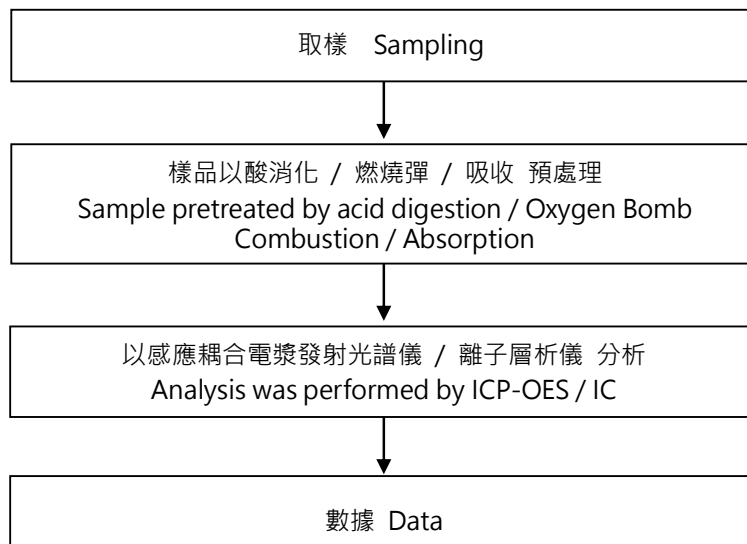 取樣 Sampling
樣品以酸消化 / 燃燒彈 / 吸收 預處理
Sample pretreated by acid digestion / Oxygen Bomb
Combustion / Absorption
以感應耦合電漿發射光譜儀 / 離子層析儀 分析
Analysis was performed by ICP-OES / IC
數據 Data